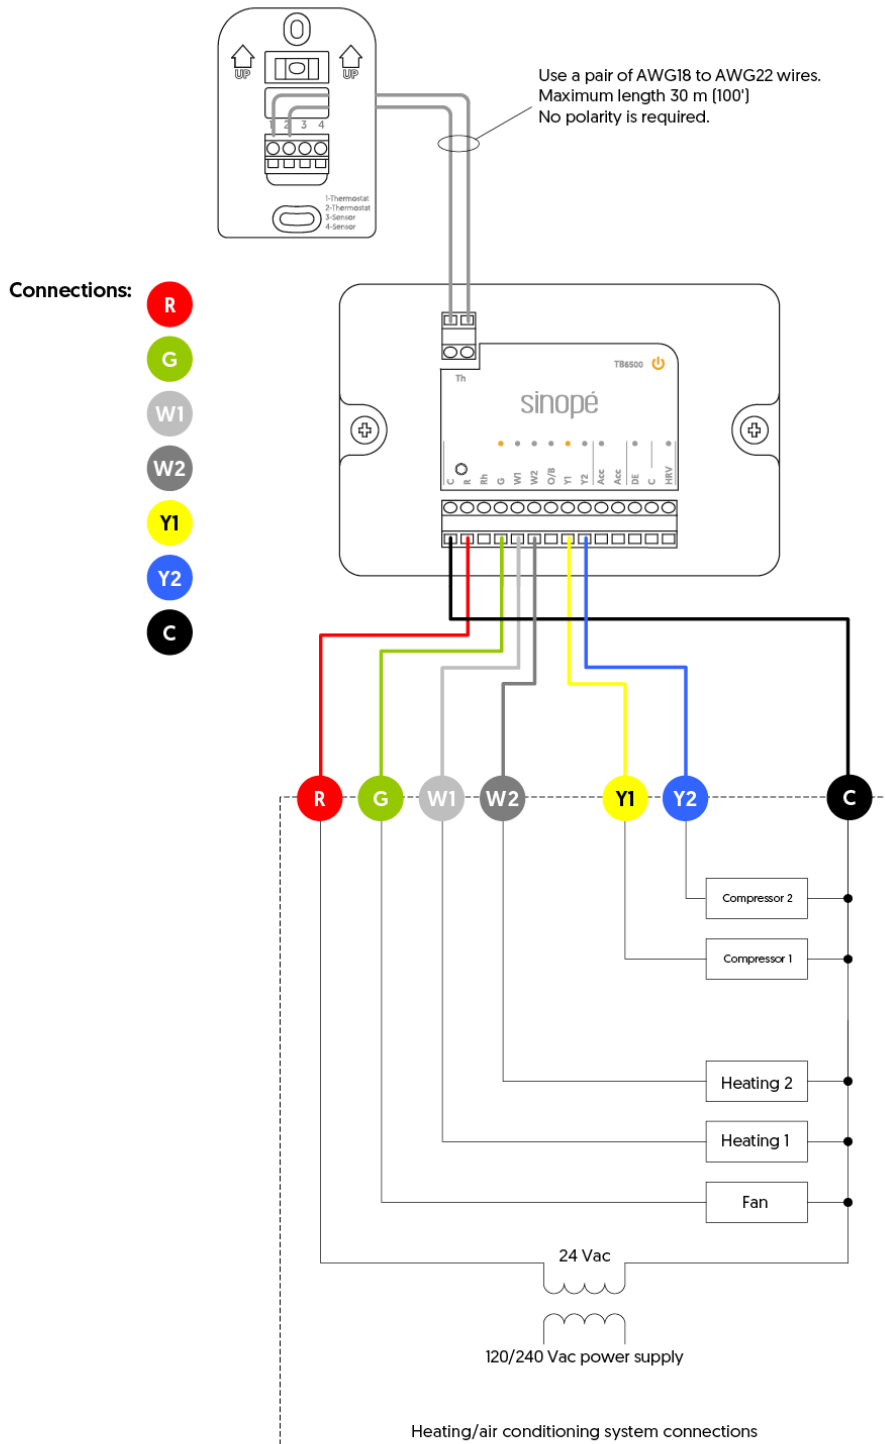 UP
UP
1 2 3 4
1-Thermostat
2-Thermostat
3-Sensor
4-Sensor
Use a pair of AWG18 to AWG22 wires.
Maximum length 30 m (100')
No polarity is required.
Connections:
R
G
W1
W2
Y1
Y2
C
Th
TB6500
sinopé
C R Rh G W1 W2 O/B Y1 Y2 Acc Acc DE C HRV
R G W1 W2 Y1 Y2 C
Compressor 2
Compressor 1
Heating 2
Heating 1
Fan
24 Vac
120/240 Vac power supply
Heating/air conditioning system connections